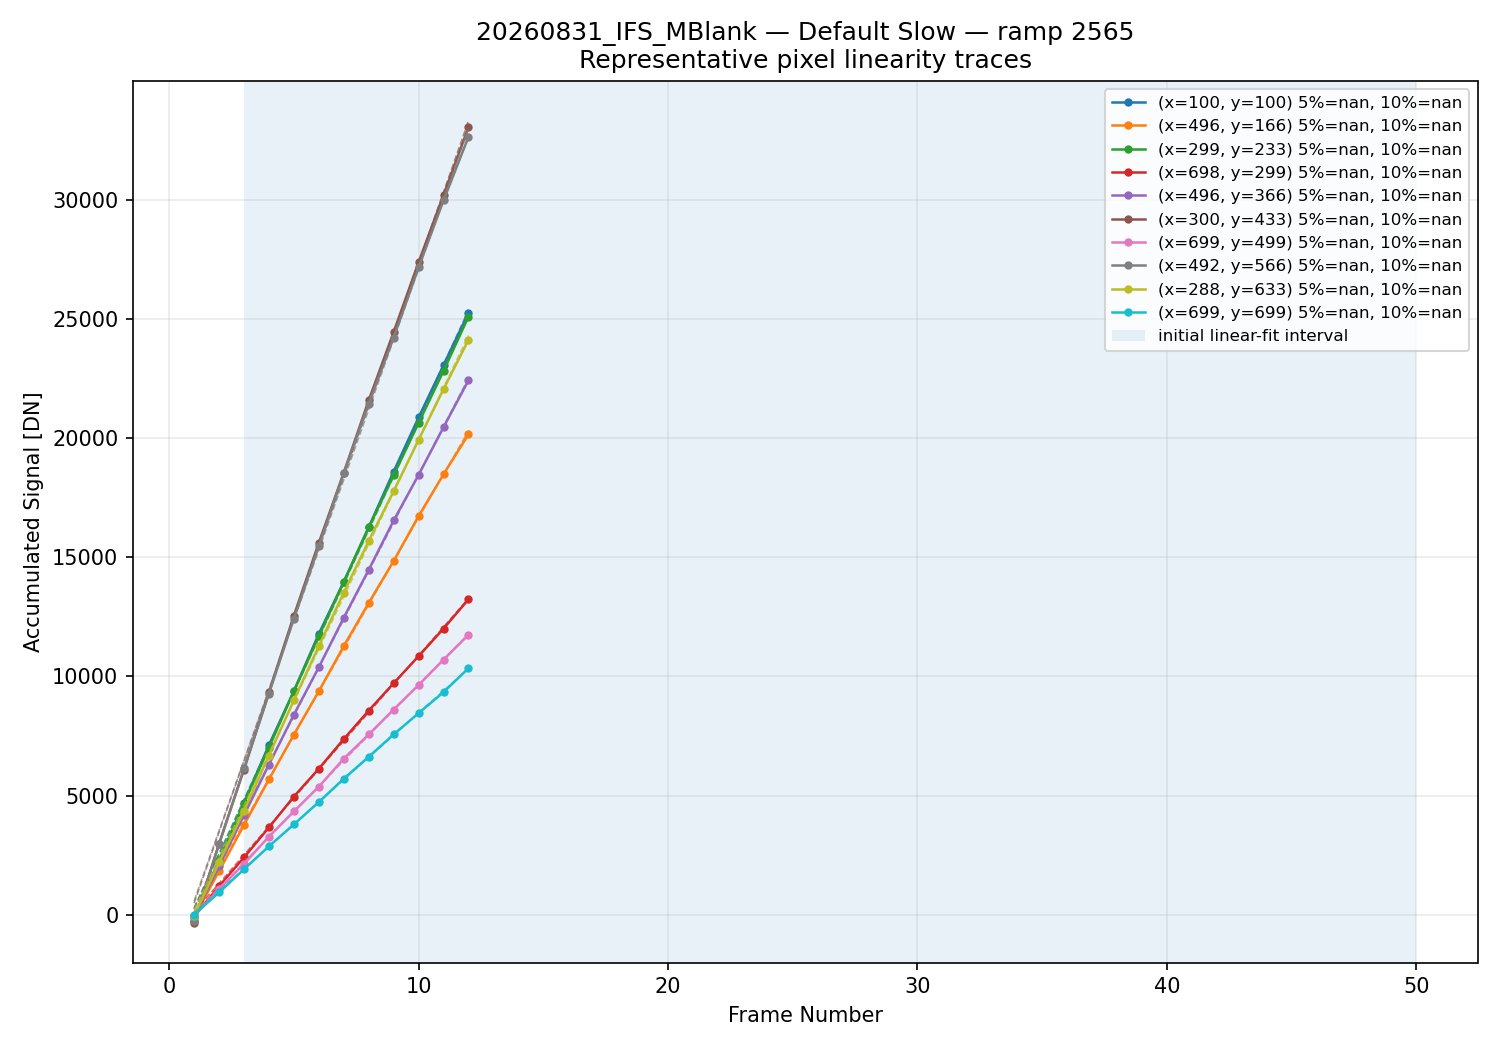 20260831_IFS_MBlank — Default Slow — ramp 2565
Representative pixel linearity traces
(x=100, y=100) 5%=nan, 10%=nan
(x=496, y=166) 5%=nan, 10%=nan
(x=299, y=233) 5%=nan, 10%=nan
(x=698, y=299) 5%=nan, 10%=nan
(x=496, y=366) 5%=nan, 10%=nan
(x=300, y=433) 5%=nan, 10%=nan
(x=699, y=499) 5%=nan, 10%=nan
(x=492, y=566) 5%=nan, 10%=nan
(x=288, y=633) 5%=nan, 10%=nan
(x=699, y=699) 5%=nan, 10%=nan
initial linear-fit interval
Accumulated Signal [DN]
30000
25000
20000
15000
10000
5000
0
0 10 20 30 40 50
Frame Number